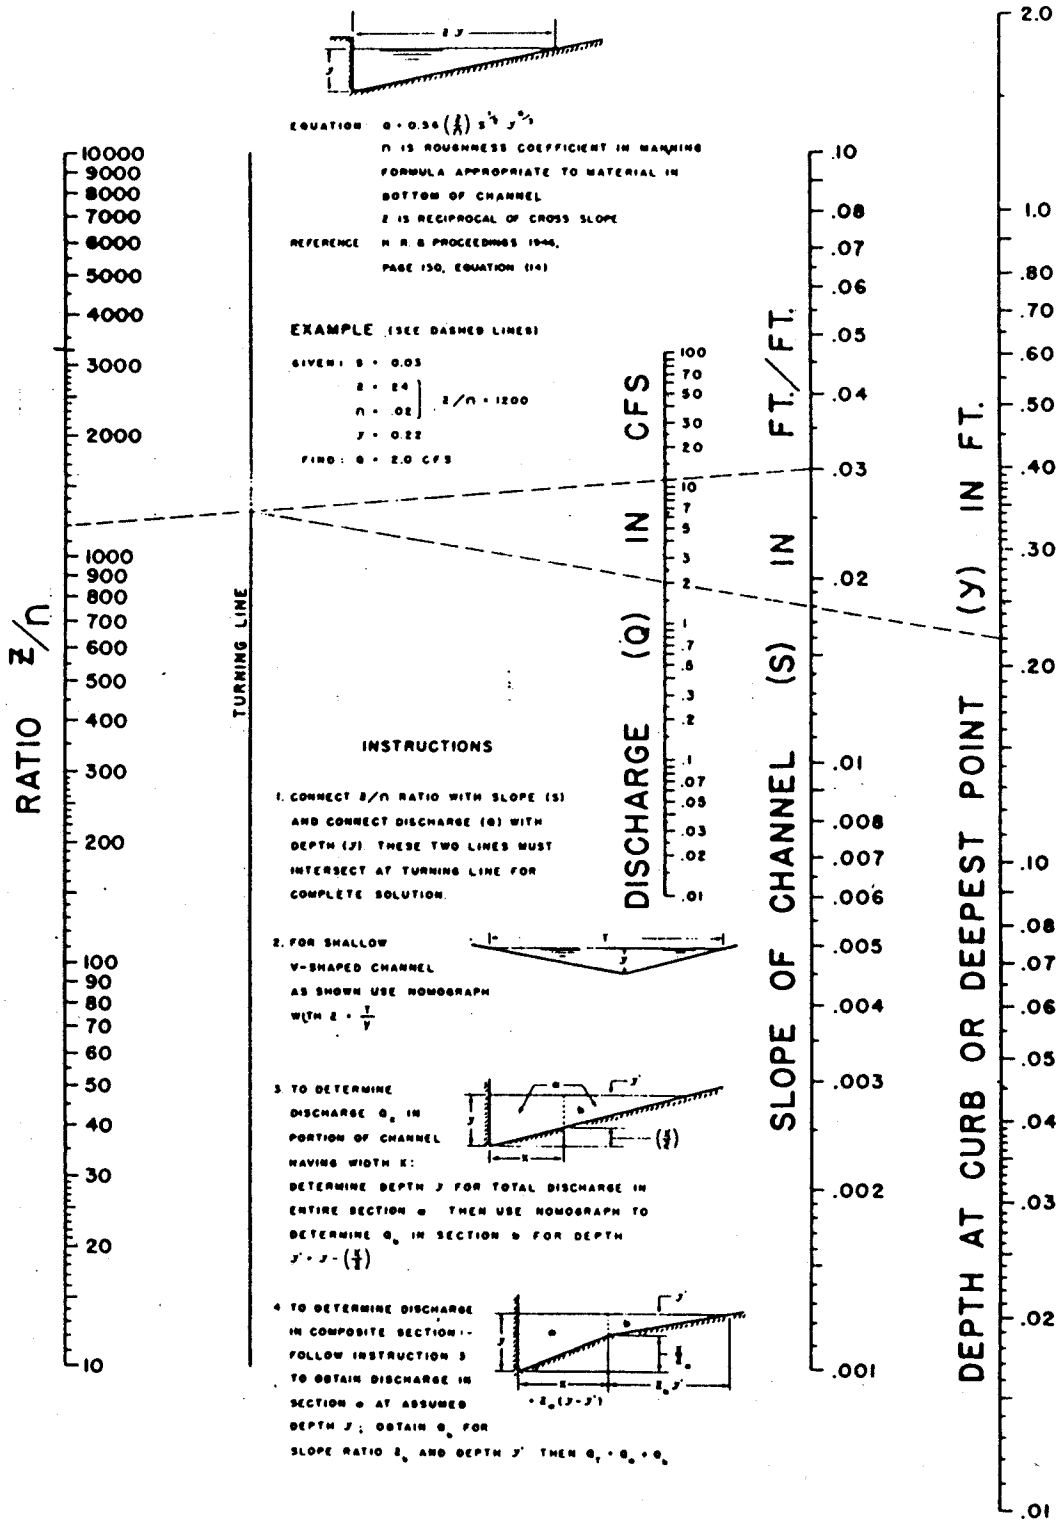 z y
y
EQUATION: Q = 0.56 (z/n) s^1/2 y^8/3
n IS ROUGHNESS COEFFICIENT IN MANNING
FORMULA APPROPRIATE TO MATERIAL IN
BOTTOM OF CHANNEL
z IS RECIPROCAL OF CROSS SLOPE
REFERENCE H. R. B PROCEEDINGS 1946,
PAGE 150, EQUATION (14)
EXAMPLE (SEE DASHED LINES)
GIVEN: S = 0.03
z = 24
n = .02
z/n = 1200
y = 0.22
FIND: Q = 2.0 CFS
RATIO z/n
10000
9000
8000
7000
6000
5000
4000
3000
2000
1000
900
800
700
600
500
400
300
200
100
90
80
70
60
50
40
30
20
10
TURNING LINE
INSTRUCTIONS
1. CONNECT z/n RATIO WITH SLOPE (S)
AND CONNECT DISCHARGE (Q) WITH
DEPTH (y). THESE TWO LINES MUST
INTERSECT AT TURNING LINE FOR
COMPLETE SOLUTION.
2. FOR SHALLOW
V-SHAPED CHANNEL
AS SHOWN USE NOMOGRAPH
WITH z = T/y
T
y
3. TO DETERMINE
DISCHARGE Qx IN
PORTION OF CHANNEL
HAVING WIDTH X:
DETERMINE DEPTH y FOR TOTAL DISCHARGE IN
ENTIRE SECTION a. THEN USE NOMOGRAPH TO
DETERMINE Qb IN SECTION b FOR DEPTH
y' = y - (x/z)
a
b
y'
y
x
(x/z)
4. TO DETERMINE DISCHARGE
IN COMPOSITE SECTION:-
FOLLOW INSTRUCTION 3
TO OBTAIN DISCHARGE IN
SECTION a AT ASSUMED
DEPTH y; OBTAIN Qb FOR
SLOPE RATIO zb AND DEPTH y' THEN QT = Qa + Qb
a
b
y'
y
x
x/za
zb y'
= za(y-y')
DISCHARGE (Q) IN CFS
100
70
50
30
20
10
7
5
3
2
1
.7
.5
.3
.2
.1
.07
.05
.03
.02
.01
SLOPE OF CHANNEL (S) IN FT./FT.
.10
.08
.07
.06
.05
.04
.03
.02
.01
.008
.007
.006
.005
.004
.003
.002
.001
DEPTH AT CURB OR DEEPEST POINT (y) IN FT.
2.0
1.0
.80
.70
.60
.50
.40
.30
.20
.10
.08
.07
.06
.05
.04
.03
.02
.01